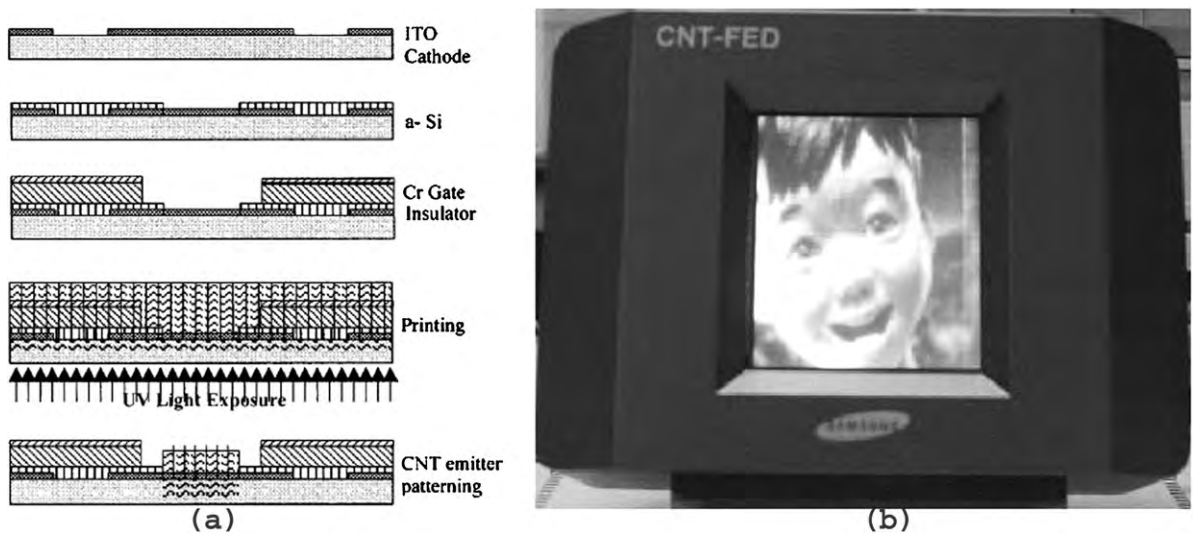 ITO
Cathode
a- Si
Cr Gate
Insulator
Printing
UV Light Exposure
CNT emitter
patterning
(a)
CNT-FED
SAMSUNG
(b)